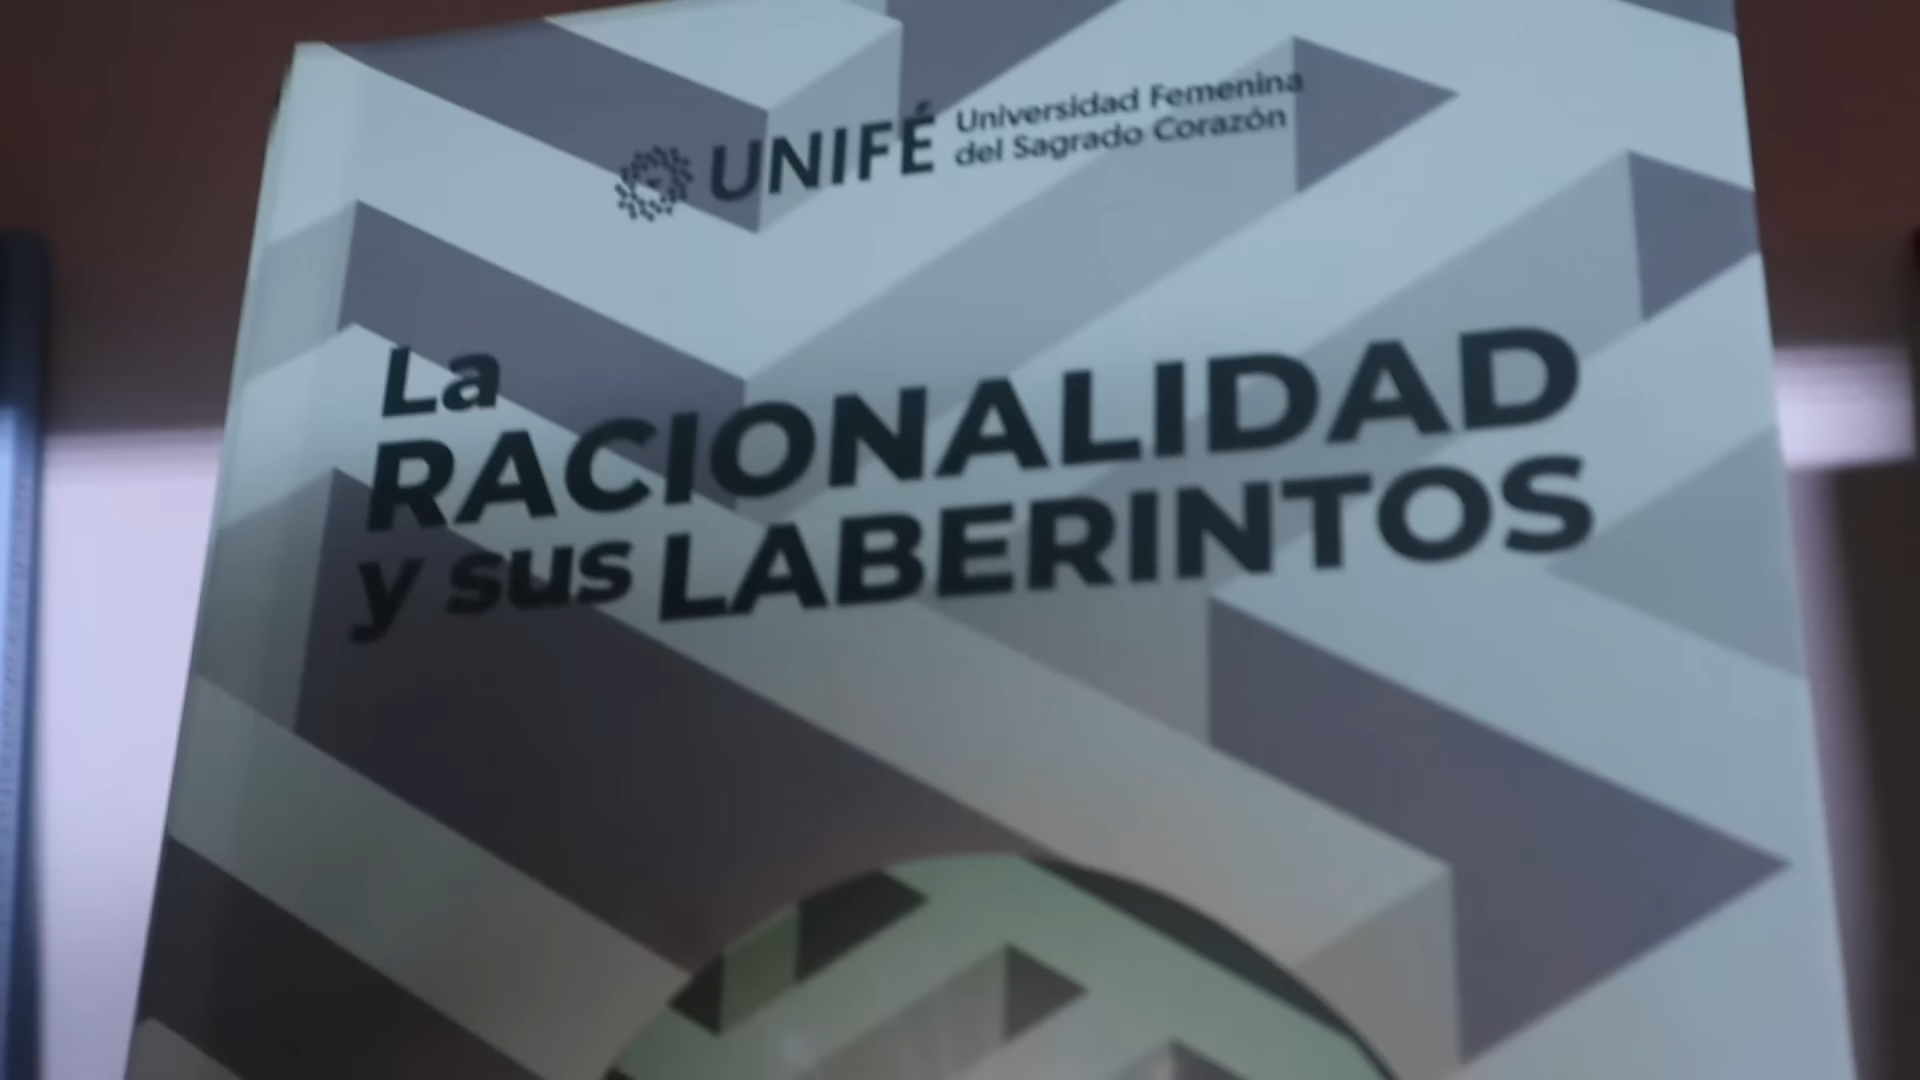 UNIFÉ
Universidad Femenina
del Sagrado Corazón
La
RACIONALIDAD
y sus LABERINTOS